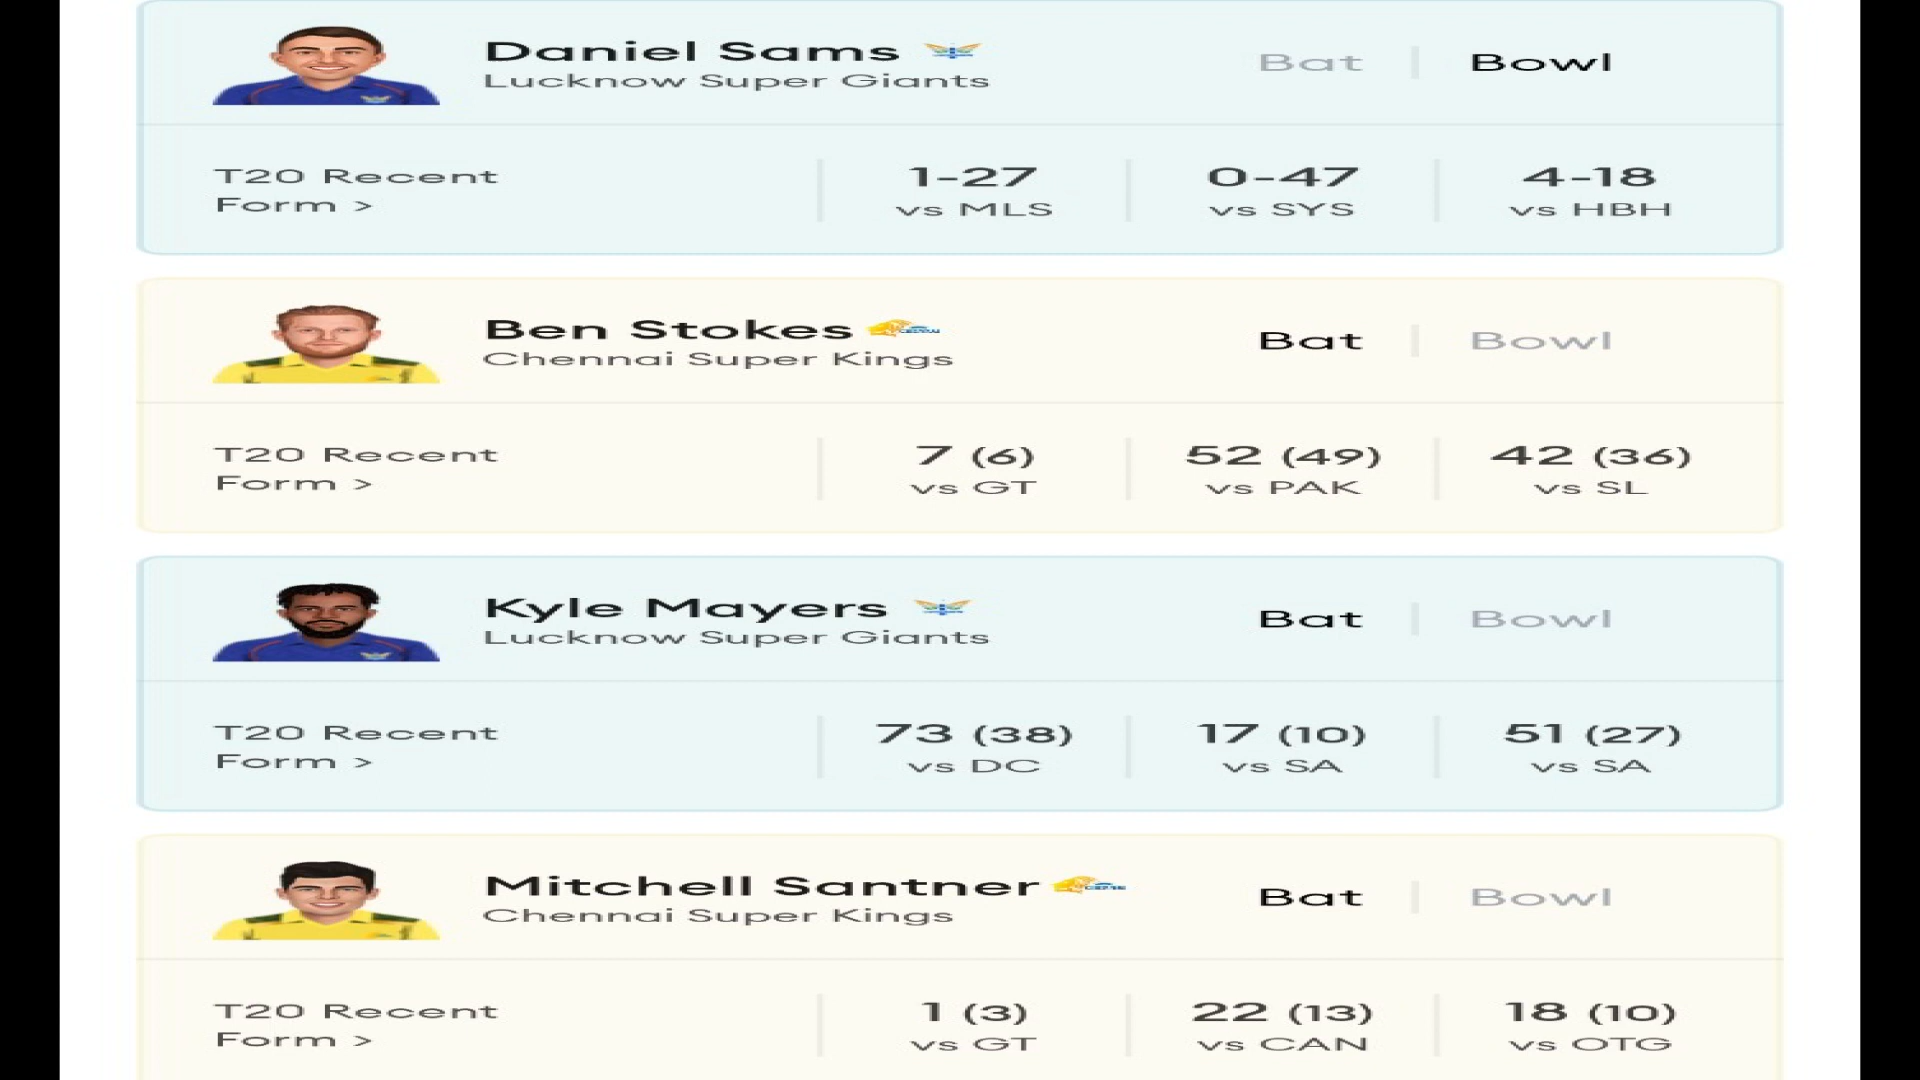 Daniel Sams
Lucknow Super Giants
Bat
Bowl
T20 Recent
Form >
1-27
vs MLS
0-47
vs SYS
4-18
vs HBH
Ben Stokes
Chennai Super Kings
Bat
Bowl
T20 Recent
Form >
7 (6)
vs GT
52 (49)
vs PAK
42 (36)
vs SL
Kyle Mayers
Lucknow Super Giants
Bat
Bowl
T20 Recent
Form >
73 (38)
vs DC
17 (10)
vs SA
51 (27)
vs SA
Mitchell Santner
Chennai Super Kings
Bat
Bowl
T20 Recent
Form >
1 (3)
vs GT
22 (13)
vs CAN
18 (10)
vs OTG